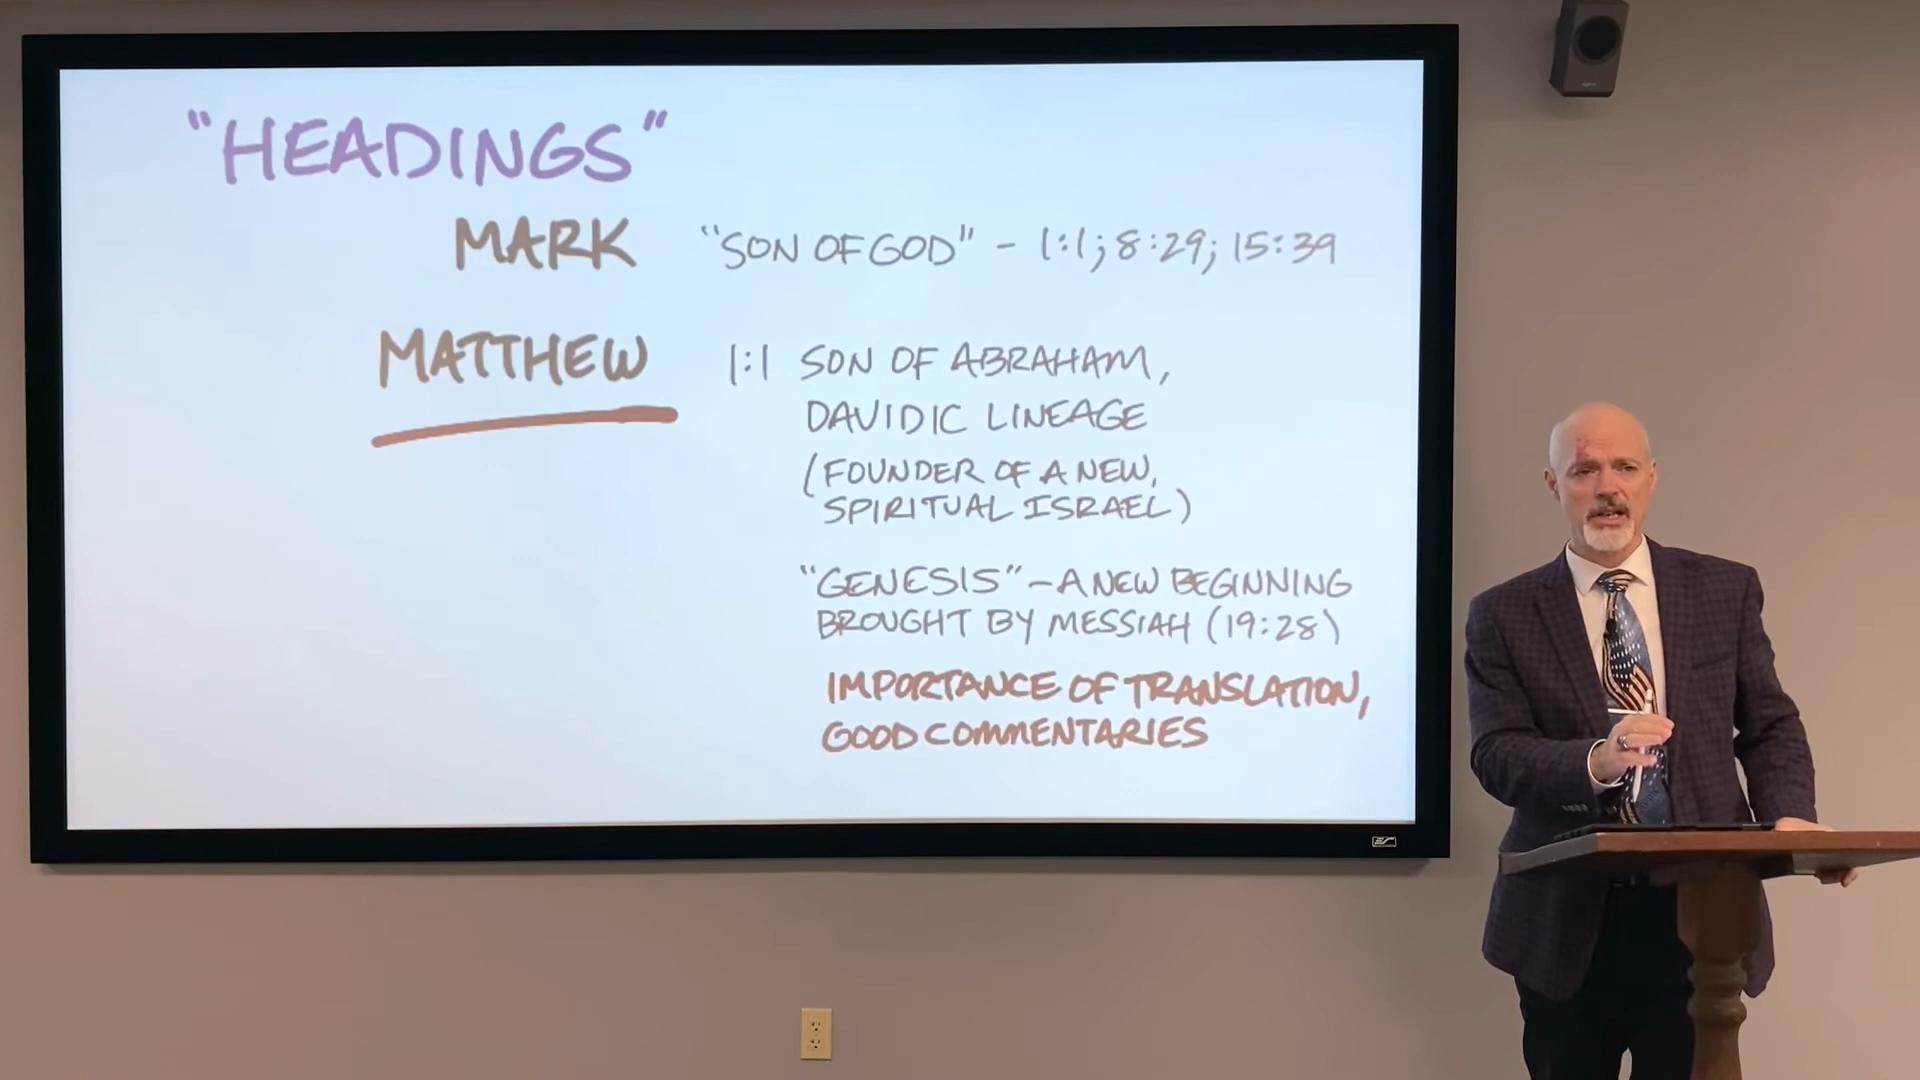 "HEADINGS"
MARK "SON OF GOD" - 1:1; 8:29; 15:39
MATTHEW 1:1 SON OF ABRAHAM,
DAVIDIC LINEAGE
(FOUNDER OF A NEW,
SPIRITUAL ISRAEL)
"GENESIS" - A NEW BEGINNING
BROUGHT BY MESSIAH (19:28)
IMPORTANCE OF TRANSLATION,
GOOD COMMENTARIES